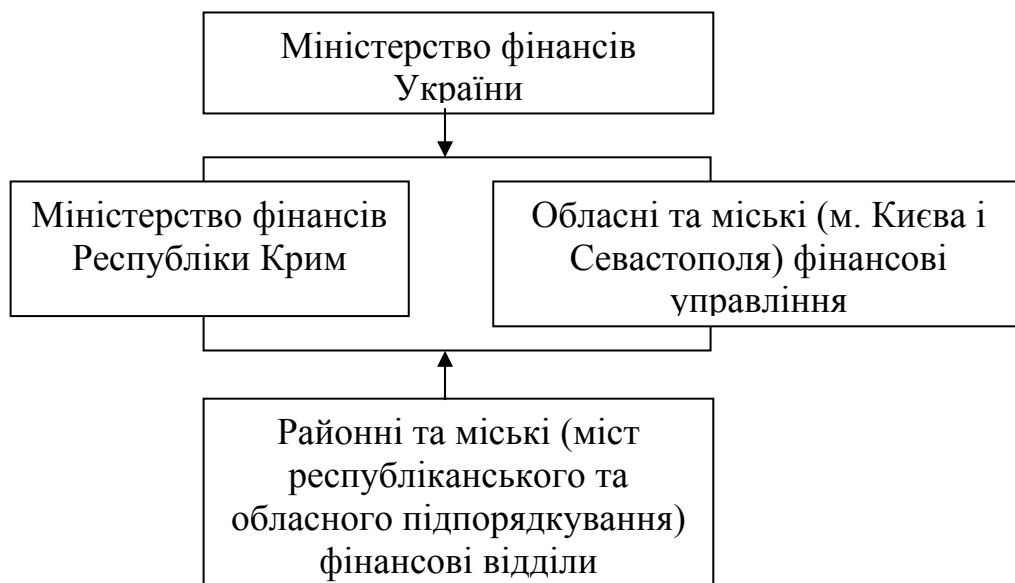 Міністерство фінансів
України
Міністерство фінансів
Республіки Крим
Обласні та міські (м. Києва і
Севастополя) фінансові
управління
Районні та міські (міст
республіканського та
обласного підпорядкування)
фінансові відділи